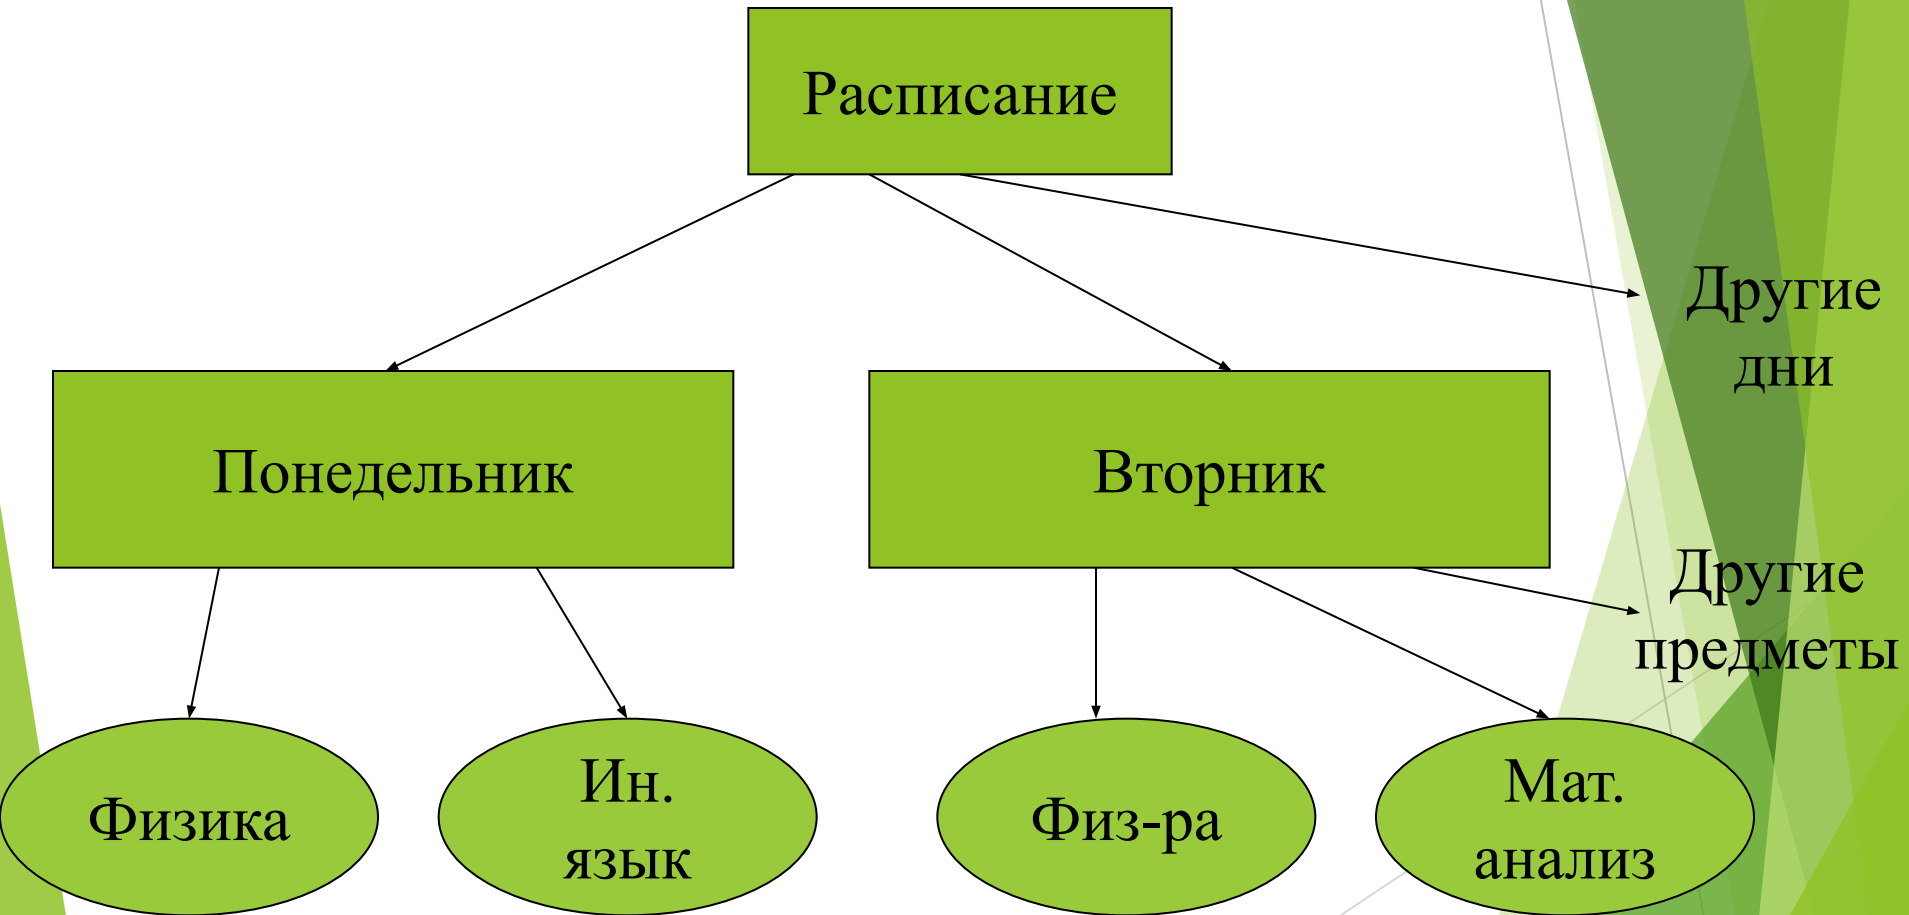 Расписание
Другие
дни
Понедельник
Вторник
Другие
предметы
Физика
Ин.
язык
Физ-ра
Мат.
анализ